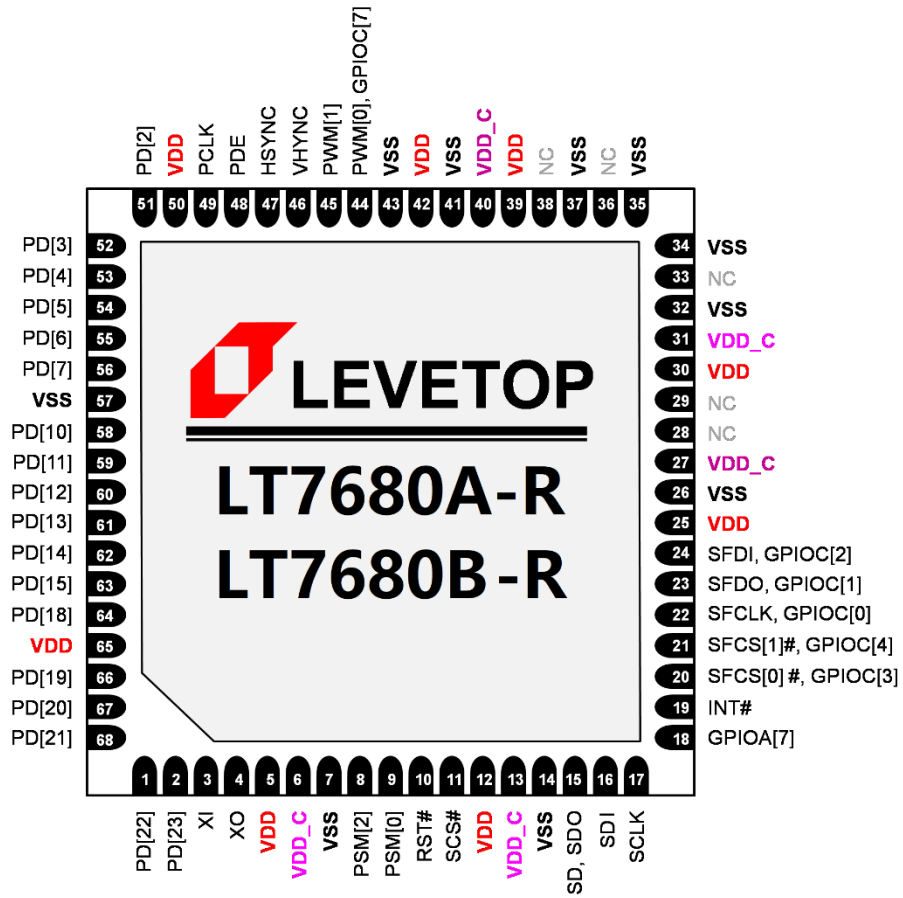 PD[2]
VDD
PCLK
PDE
HSYNC
VHYNC
PWM[1]
PWM[0], GPIOC[7]
VSS
VDD
VSS
VDD_C
VDD
NC
VSS
NC
VSS
51 50 49 48 47 46 45 44 43 42 41 40 39 38 37 36 35
PD[3] 52
PD[4] 53
PD[5] 54
PD[6] 55
PD[7] 56
VSS 57
PD[10] 58
PD[11] 59
PD[12] 60
PD[13] 61
PD[14] 62
PD[15] 63
PD[18] 64
VDD 65
PD[19] 66
PD[20] 67
PD[21] 68
LEVETOP
LT7680A-R
LT7680B-R
34 VSS
33 NC
32 VSS
31 VDD_C
30 VDD
29 NC
28 NC
27 VDD_C
26 VSS
25 VDD
24 SFDI, GPIOC[2]
23 SFDO, GPIOC[1]
22 SFCLK, GPIOC[0]
21 SFCS[1]#, GPIOC[4]
20 SFCS[0] #, GPIOC[3]
19 INT#
18 GPIOA[7]
1 2 3 4 5 6 7 8 9 10 11 12 13 14 15 16 17
PD[22]
PD[23]
XI
XO
VDD
VDD_C
VSS
PSM[2]
PSM[0]
RST#
SCS#
VDD
VDD_C
VSS
SD, SDO
SDI
SCLK